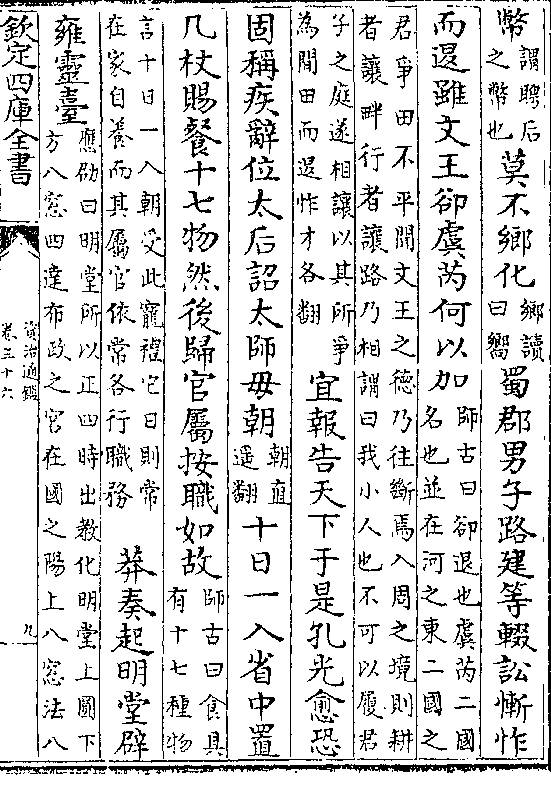 幣謂聘后之幣也莫不鄉化鄉讀曰嚮蜀郡男子路建等輟訟慚怍
而退雖文王卻虞芮何以加師古曰卻退也虞芮二國名也並在河之東二國之
君爭田不平聞文王之德乃往斷焉入周之境則耕者讓畔行者讓路乃相謂曰我小人也不可以履君
子之庭遂相讓以其所爭為閒田而退怍才各翻宜報告天下于是孔光愈恐
固稱疾辭位太后詔太師毋朝朝直遥翻十日一入省中置
几杖賜餐十七物然後歸官屬按職如故師古曰食具有十七種物
言十日一入朝受此寵禮它日則常在家自養而其屬官依常各行職務莽奏起明堂辟
雍靈臺應劭曰明堂所以正四時出教化明堂上圜下方八窓四達布政之宫在國之陽上八窓法八
欽定四庫全書
資治通鑑
卷三十六
九